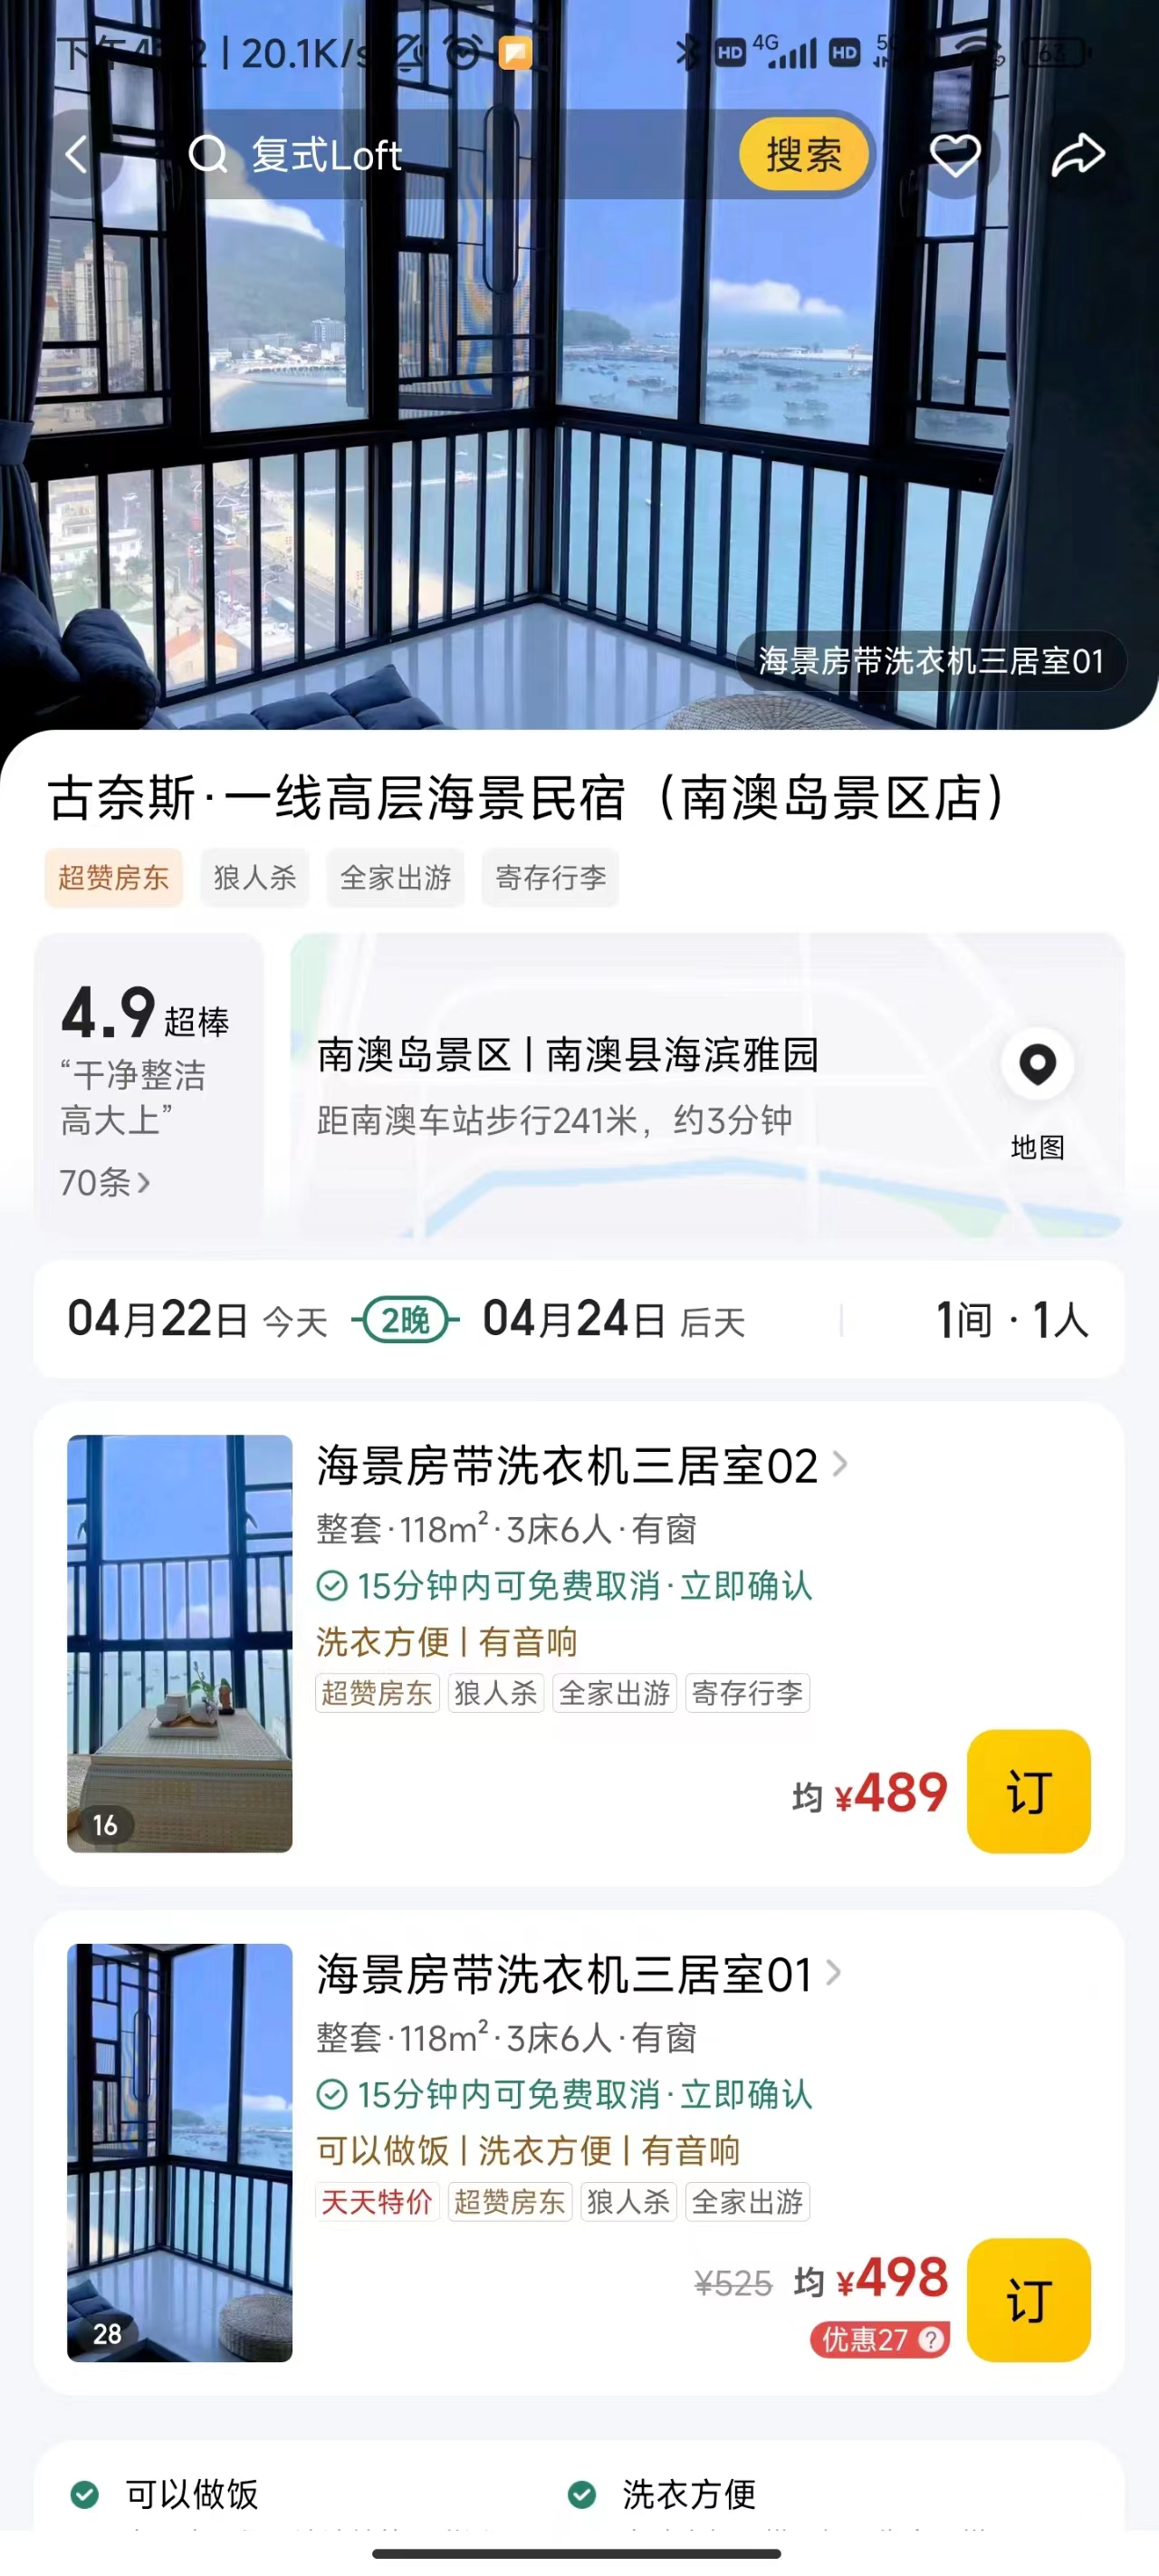 20.1K/s
HD 4G HD
63
复式Loft
搜索
海景房带洗衣机三居室01
古奈斯·一线高层海景民宿（南澳岛景区店）
超赞房东 狼人杀 全家出游 寄存行李
4.9 超棒
“干净整洁
高大上”
70条
南澳岛景区 | 南澳县海滨雅园
距南澳车站步行241米，约3分钟
地图
04月22日 今天 2晚 04月24日 后天 1间 · 1人
海景房带洗衣机三居室02
整套·118m²·3床6人·有窗
15分钟内可免费取消·立即确认
洗衣方便 | 有音响
超赞房东 狼人杀 全家出游 寄存行李
16
均 ¥489
订
海景房带洗衣机三居室01
整套·118m²·3床6人·有窗
15分钟内可免费取消·立即确认
可以做饭 | 洗衣方便 | 有音响
天天特价 超赞房东 狼人杀 全家出游
28
¥525 均 ¥498
订
优惠27 ?
可以做饭 洗衣方便